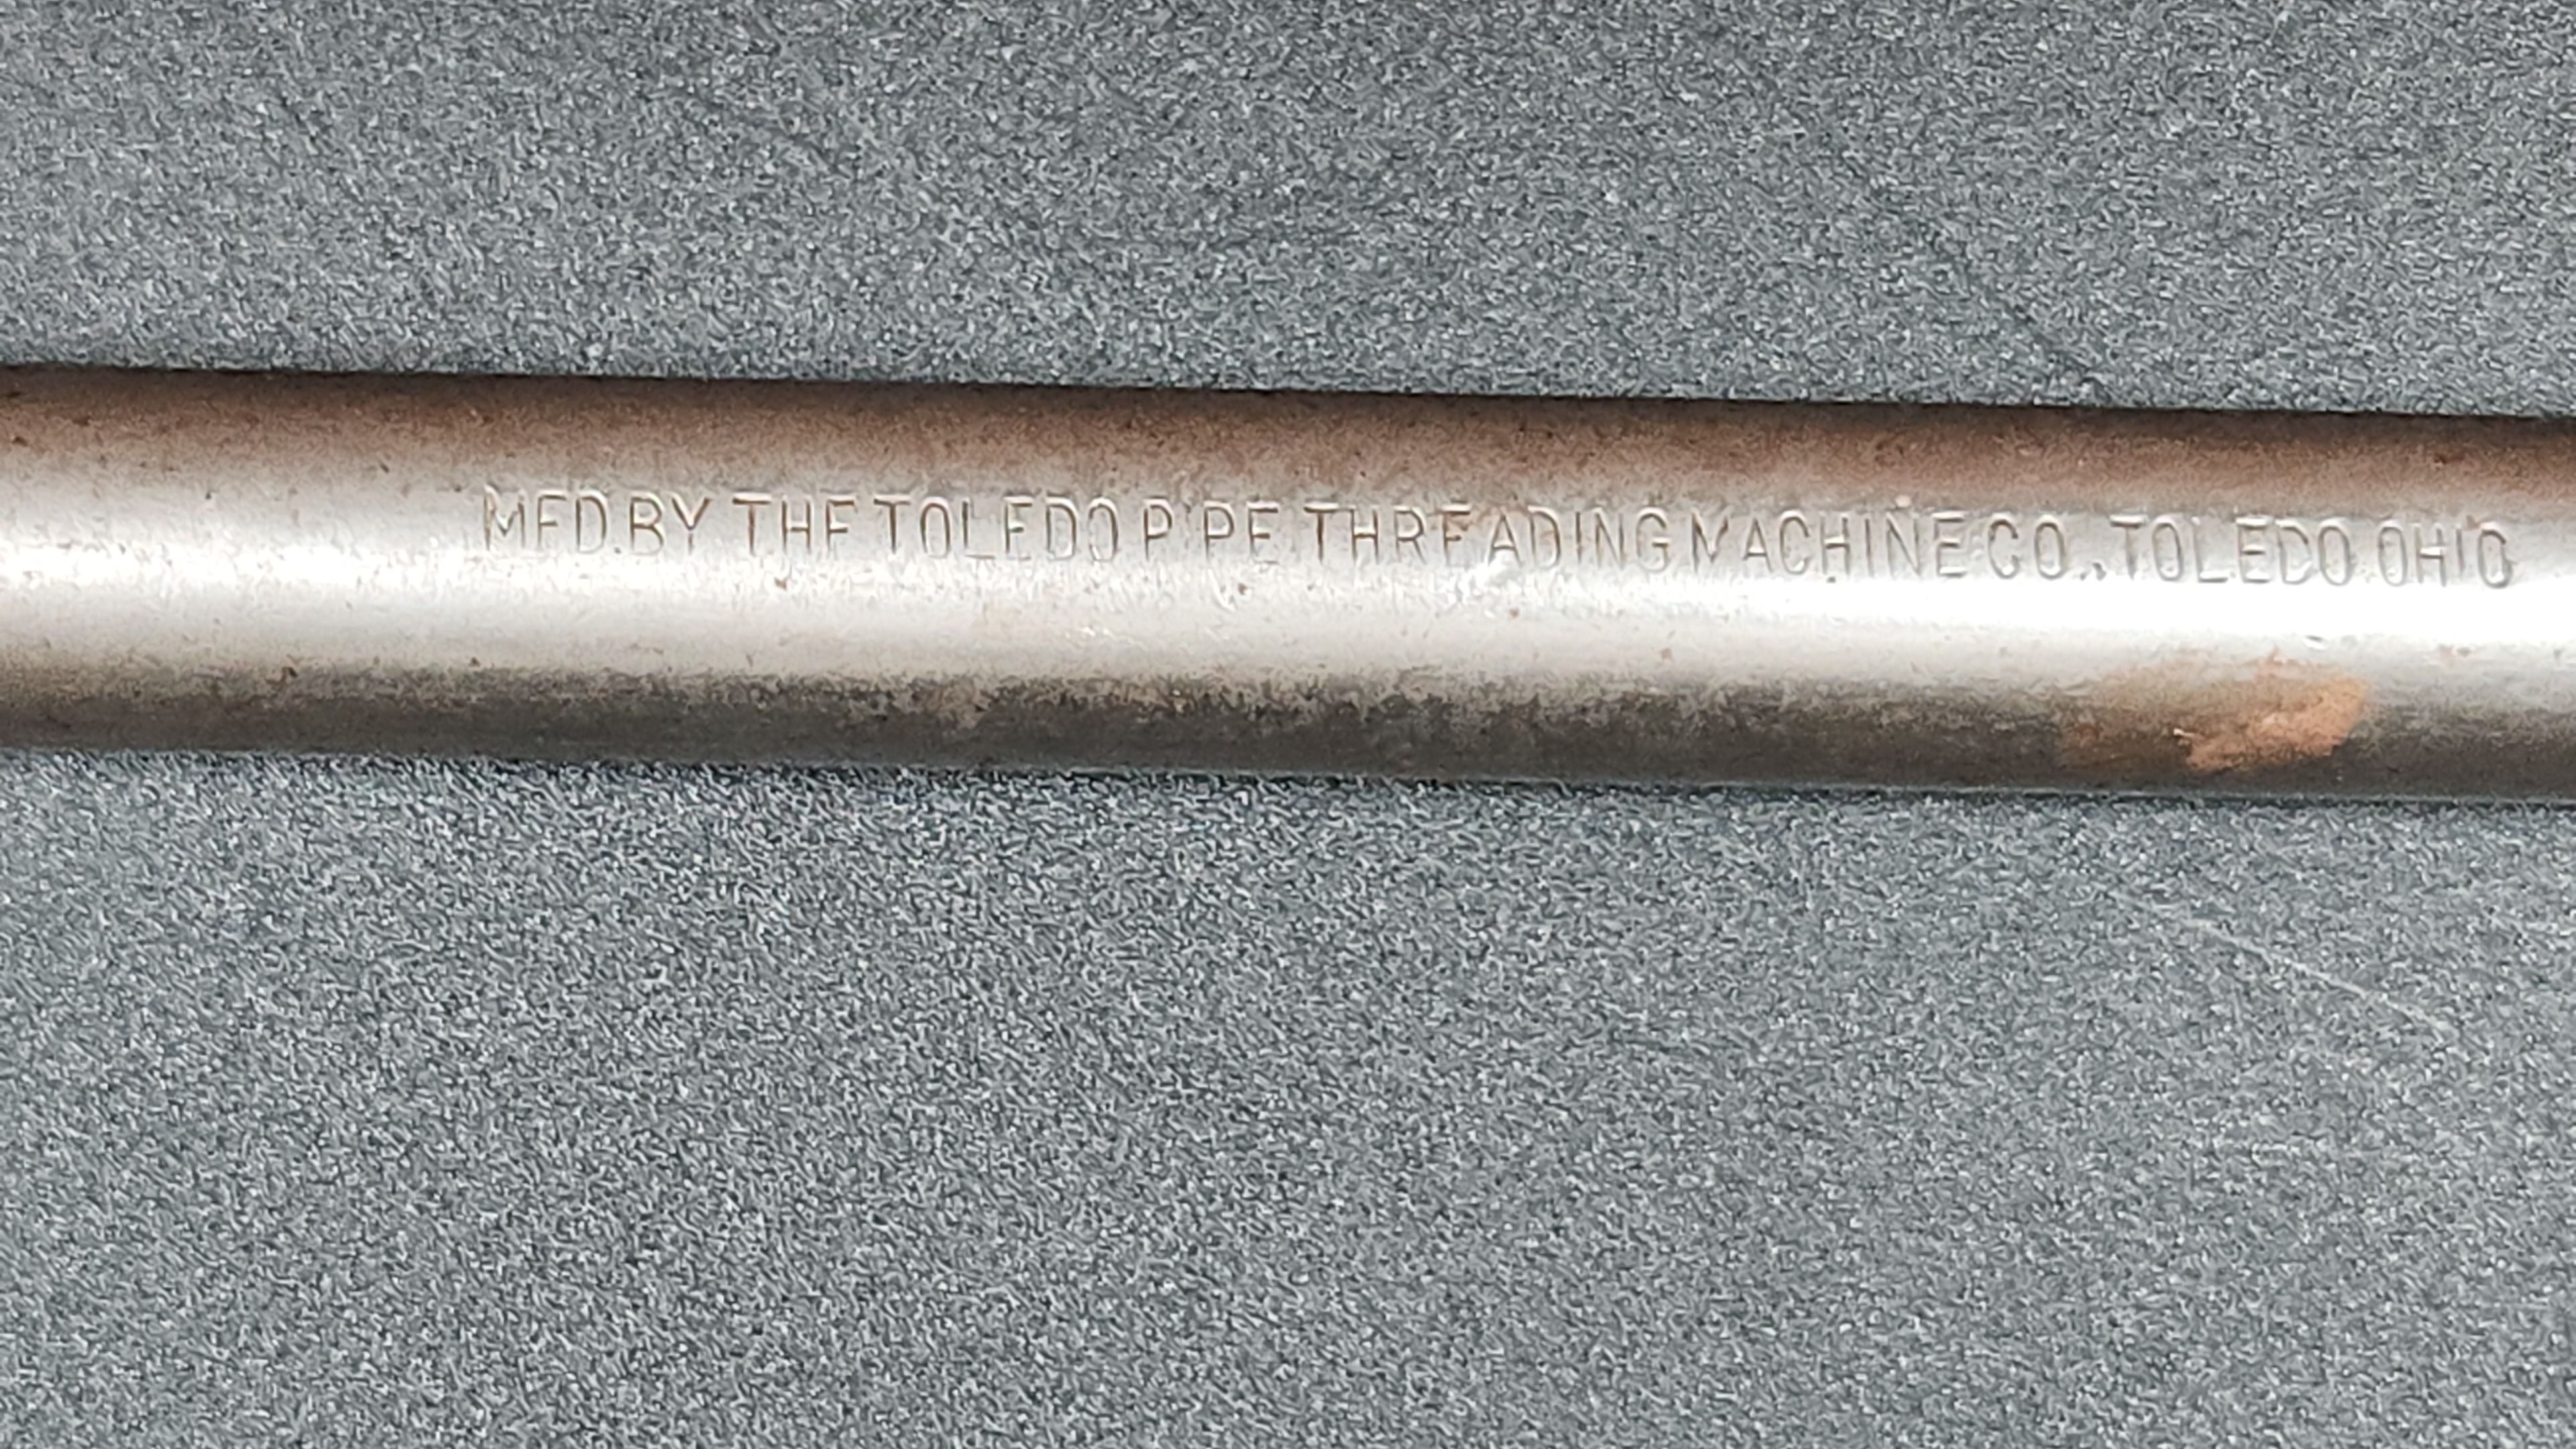 MFD. BY THE TOLEDO PIPE THREADING MACHINE CO., TOLEDO OHIO